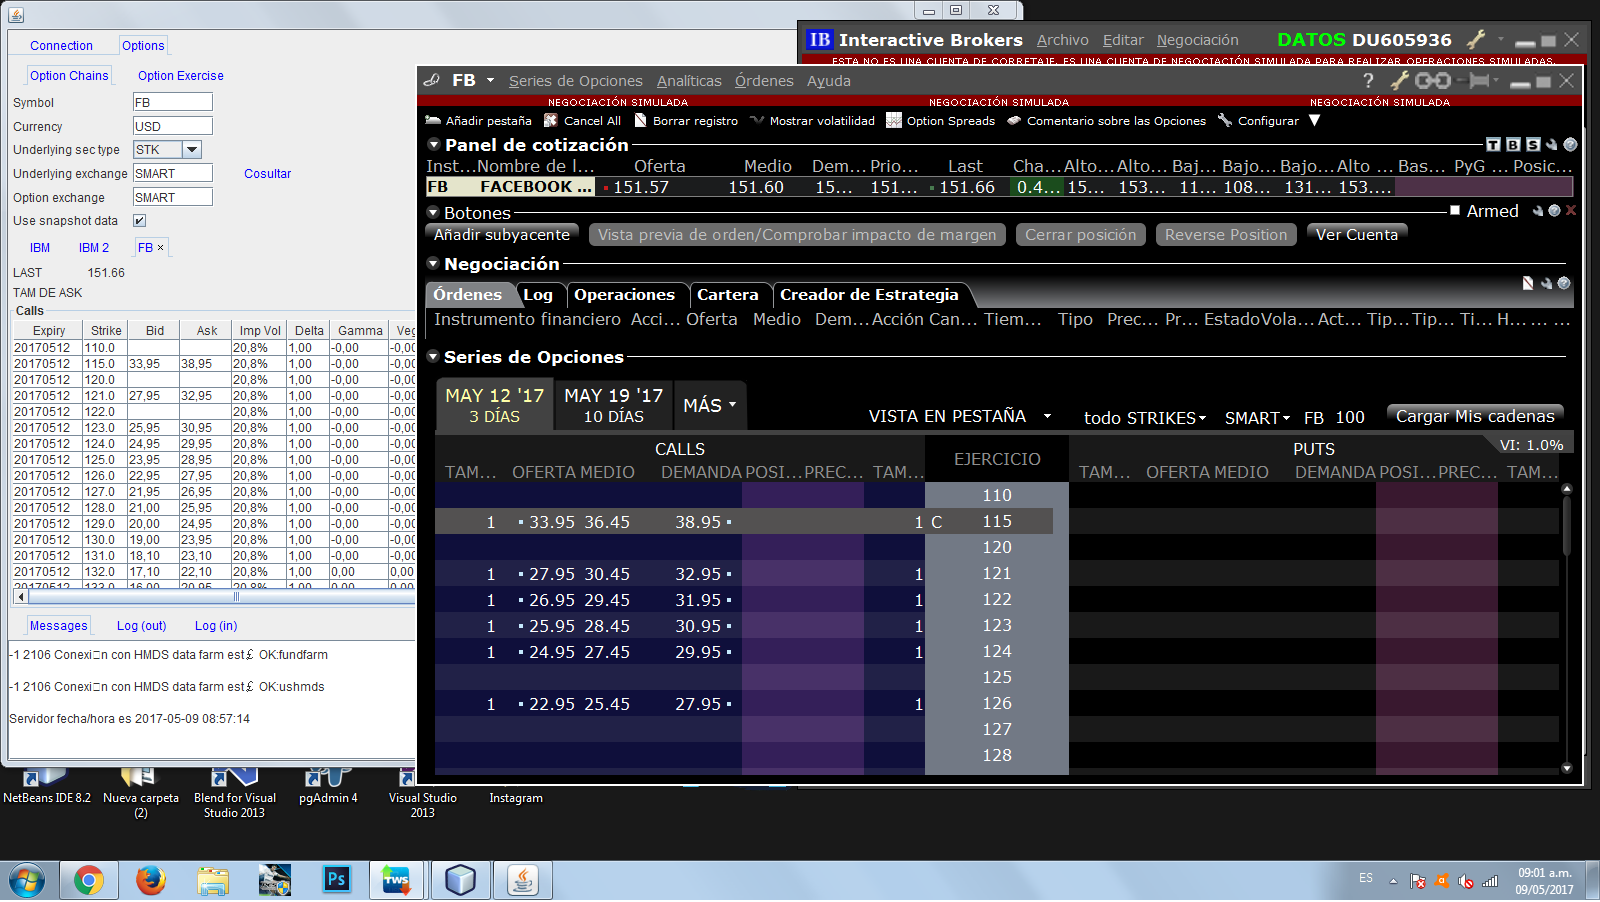 Connection Options
Option Chains Option Exercise
Symbol FB
Currency USD
Underlying sec type STK
Underlying exchange SMART Cosultar
Option exchange SMART
Use snapshot data
IBM IBM 2 FB ×
LAST 151.66
TAM DE ASK
Calls
Expiry Strike Bid Ask Imp Vol Delta Gamma Veg
20170512 110.0 20,8% 1,00 -0,00 -0,00
20170512 115.0 33,95 38,95 20,8% 1,00 -0,00 -0,00
20170512 120.0 20,8% 1,00 -0,00 -0,00
20170512 121.0 27,95 32,95 20,8% 1,00 -0,00 -0,00
20170512 122.0 20,8% 1,00 -0,00 -0,00
20170512 123.0 25,95 30,95 20,8% 1,00 -0,00 -0,00
20170512 124.0 24,95 29,95 20,8% 1,00 -0,00 -0,00
20170512 125.0 23,95 28,95 20,8% 1,00 -0,00 -0,00
20170512 126.0 22,95 27,95 20,8% 1,00 -0,00 -0,00
20170512 127.0 21,95 26,95 20,8% 1,00 -0,00 -0,00
20170512 128.0 21,00 25,95 20,8% 1,00 -0,00 -0,00
20170512 129.0 20,00 24,95 20,8% 1,00 -0,00 -0,00
20170512 130.0 19,00 23,95 20,8% 1,00 -0,00 -0,00
20170512 131.0 18,10 23,10 20,8% 1,00 -0,00 -0,00
20170512 132.0 17,10 22,10 20,8% 1,00 0,00 0,00
Messages Log (out) Log (in)
-1 2106 Conexi□n con HMDS data farm est£ OK:fundfarm
-1 2106 Conexi□n con HMDS data farm est£ OK:ushmds
Servidor fecha/hora es 2017-05-09 08:57:14
IB Interactive Brokers Archivo Editar Negociación DATOS DU605936
ESTA NO ES UNA CUENTA DE CORRETAJE. ES UNA CUENTA DE NEGOCIACIÓN SIMULADA PARA REALIZAR OPERACIONES SIMULADAS.
FB Series de Opciones Analíticas Órdenes Ayuda ?
NEGOCIACIÓN SIMULADA NEGOCIACIÓN SIMULADA NEGOCIACIÓN SIMULADA
Añadir pestaña Cancel All Borrar registro Mostrar volatilidad Option Spreads Comentario sobre las Opciones Configurar
Panel de cotización T B S
Inst... Nombre de l... Oferta Medio Dem... Prio... Last Cha... Alto... Alto... Baj... Bajo... Bajo... Alto ... Bas... PyG ... Posic...
FB FACEBOOK ... 151.57 151.60 15... 151... 151.66 0.4... 15... 153... 11... 108... 131... 153....
Botones Armed
Añadir subyacente Vista previa de orden/Comprobar impacto de margen Cerrar posición Reverse Position Ver Cuenta
Negociación
Órdenes Log Operaciones Cartera Creador de Estrategia
Instrumento financiero Acci... Oferta Medio Dem... Acción Can... Tiem... Tipo Prec... Pr... Estado Vola... Act... Tip... Tip... Ti... H... ... ...
Series de Opciones
MAY 12 '17 MAY 19 '17 MÁS
3 DÍAS 10 DÍAS
VISTA EN PESTAÑA todo STRIKES SMART FB 100 Cargar Mis cadenas
CALLS EJERCICIO PUTS VI: 1.0%
TAM... OFERTA MEDIO DEMANDA POSI... PREC... TAM... TAM... OFERTA MEDIO DEMANDA POSI... PREC... TAM...
110
1 33.95 36.45 38.95 1 C 115
120
1 27.95 30.45 32.95 1 121
1 26.95 29.45 31.95 1 122
1 25.95 28.45 30.95 1 123
1 24.95 27.45 29.95 1 124
125
1 22.95 25.45 27.95 1 126
127
128
NetBeans IDE 8.2 Nueva carpeta (2) Blend for Visual Studio 2013 pgAdmin 4 Visual Studio 2013 Instagram
Ps TWS ES 09:01 a.m.
09/05/2017